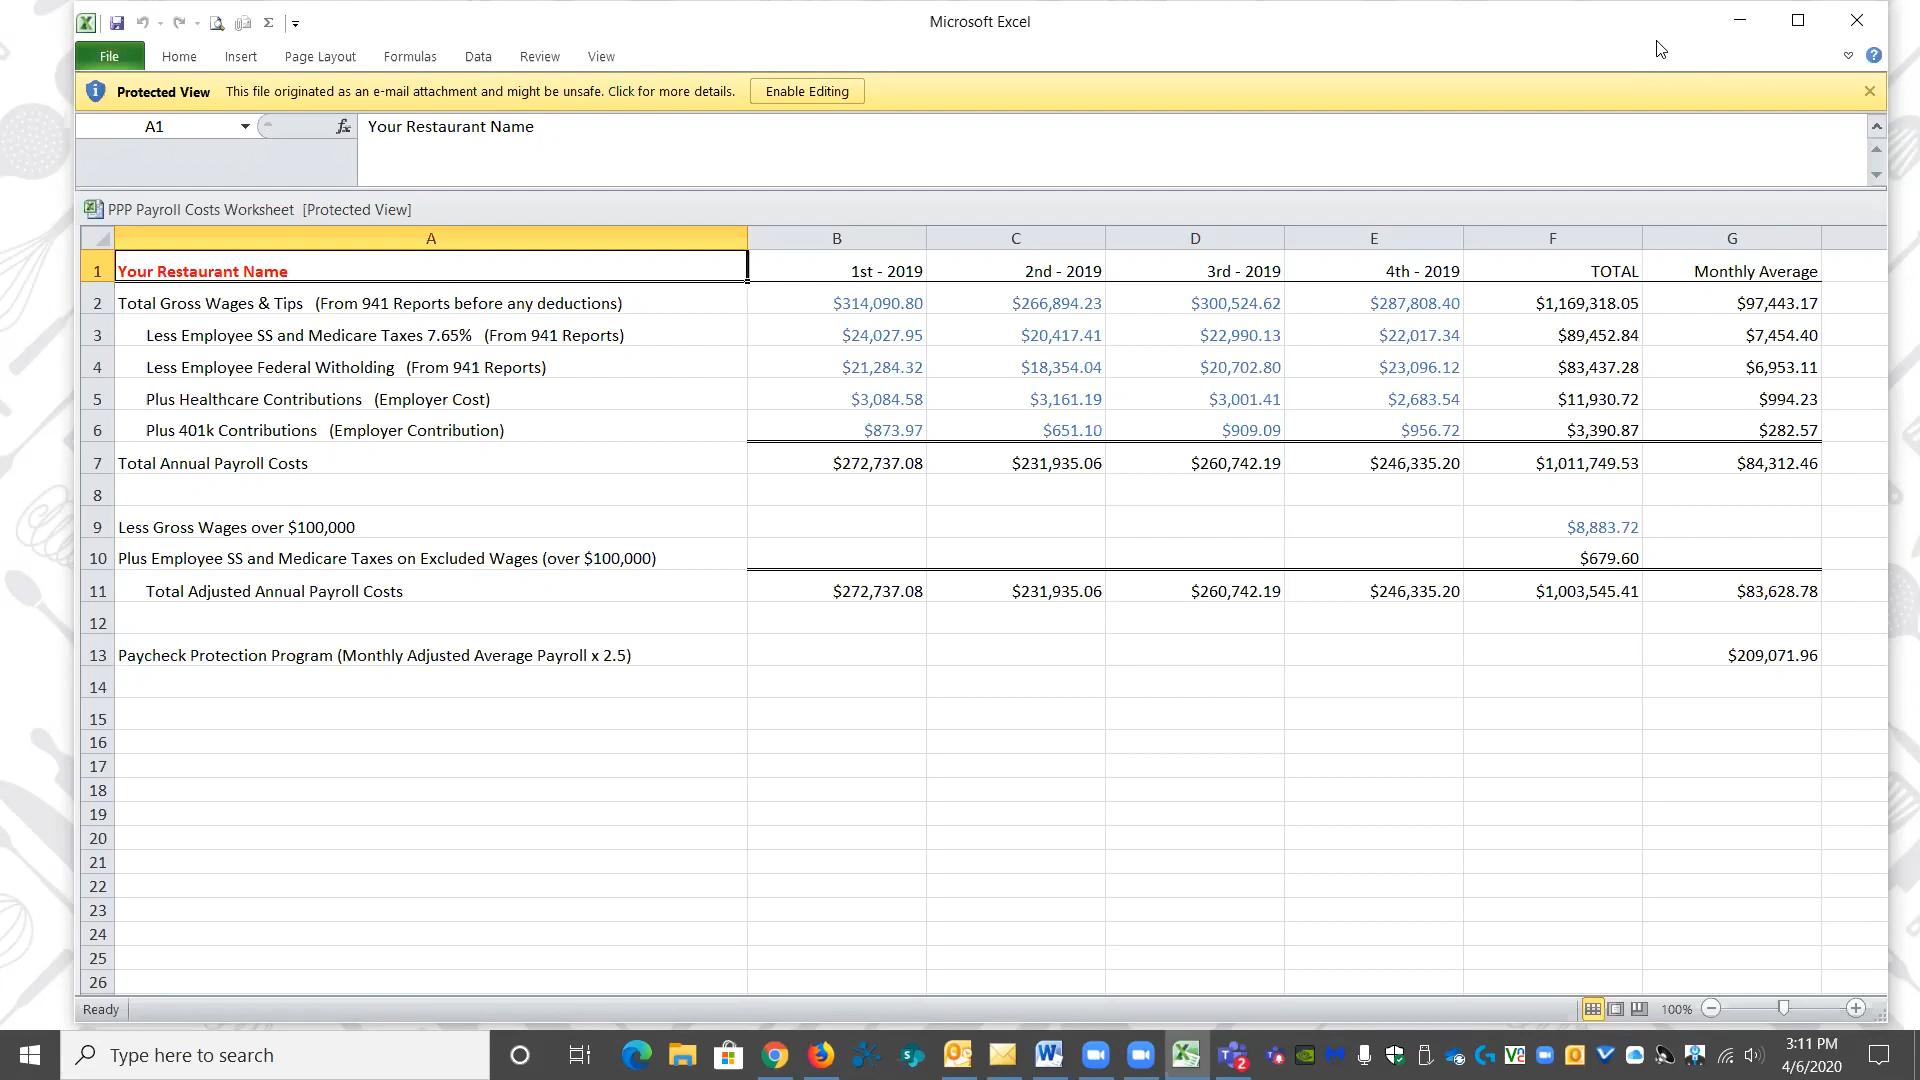 Microsoft Excel
File Home Insert Page Layout Formulas Data Review View
Protected View This file originated as an e-mail attachment and might be unsafe. Click for more details. Enable Editing
A1 fx Your Restaurant Name
PPP Payroll Costs Worksheet [Protected View]
A B C D E F G
1 Your Restaurant Name 1st - 2019 2nd - 2019 3rd - 2019 4th - 2019 TOTAL Monthly Average
2 Total Gross Wages & Tips (From 941 Reports before any deductions) $314,090.80 $266,894.23 $300,524.62 $287,808.40 $1,169,318.05 $97,443.17
3 Less Employee SS and Medicare Taxes 7.65% (From 941 Reports) $24,027.95 $20,417.41 $22,990.13 $22,017.34 $89,452.84 $7,454.40
4 Less Employee Federal Witholding (From 941 Reports) $21,284.32 $18,354.04 $20,702.80 $23,096.12 $83,437.28 $6,953.11
5 Plus Healthcare Contributions (Employer Cost) $3,084.58 $3,161.19 $3,001.41 $2,683.54 $11,930.72 $994.23
6 Plus 401k Contributions (Employer Contribution) $873.97 $651.10 $909.09 $956.72 $3,390.87 $282.57
7 Total Annual Payroll Costs $272,737.08 $231,935.06 $260,742.19 $246,335.20 $1,011,749.53 $84,312.46
8
9 Less Gross Wages over $100,000 $8,883.72
10 Plus Employee SS and Medicare Taxes on Excluded Wages (over $100,000) $679.60
11 Total Adjusted Annual Payroll Costs $272,737.08 $231,935.06 $260,742.19 $246,335.20 $1,003,545.41 $83,628.78
12
13 Paycheck Protection Program (Monthly Adjusted Average Payroll x 2.5) $209,071.96
14
15
16
17
18
19
20
21
22
23
24
25
26
Ready 100%
Type here to search
3:11 PM
4/6/2020